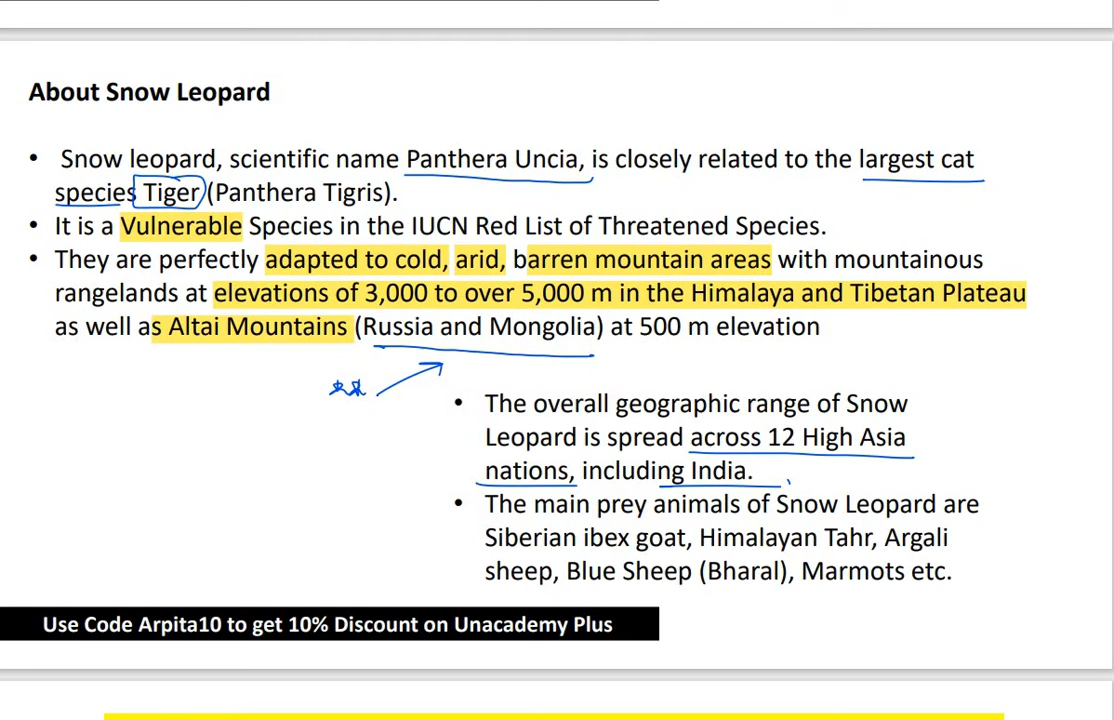 About Snow Leopard
• Snow leopard, scientific name Panthera Uncia, is closely related to the largest cat
species Tiger (Panthera Tigris).
• It is a Vulnerable Species in the IUCN Red List of Threatened Species.
• They are perfectly adapted to cold, arid, barren mountain areas with mountainous
rangelands at elevations of 3,000 to over 5,000 m in the Himalaya and Tibetan Plateau
as well as Altai Mountains (Russia and Mongolia) at 500 m elevation
• The overall geographic range of Snow
Leopard is spread across 12 High Asia
nations, including India.
• The main prey animals of Snow Leopard are
Siberian ibex goat, Himalayan Tahr, Argali
sheep, Blue Sheep (Bharal), Marmots etc.
Use Code Arpita10 to get 10% Discount on Unacademy Plus